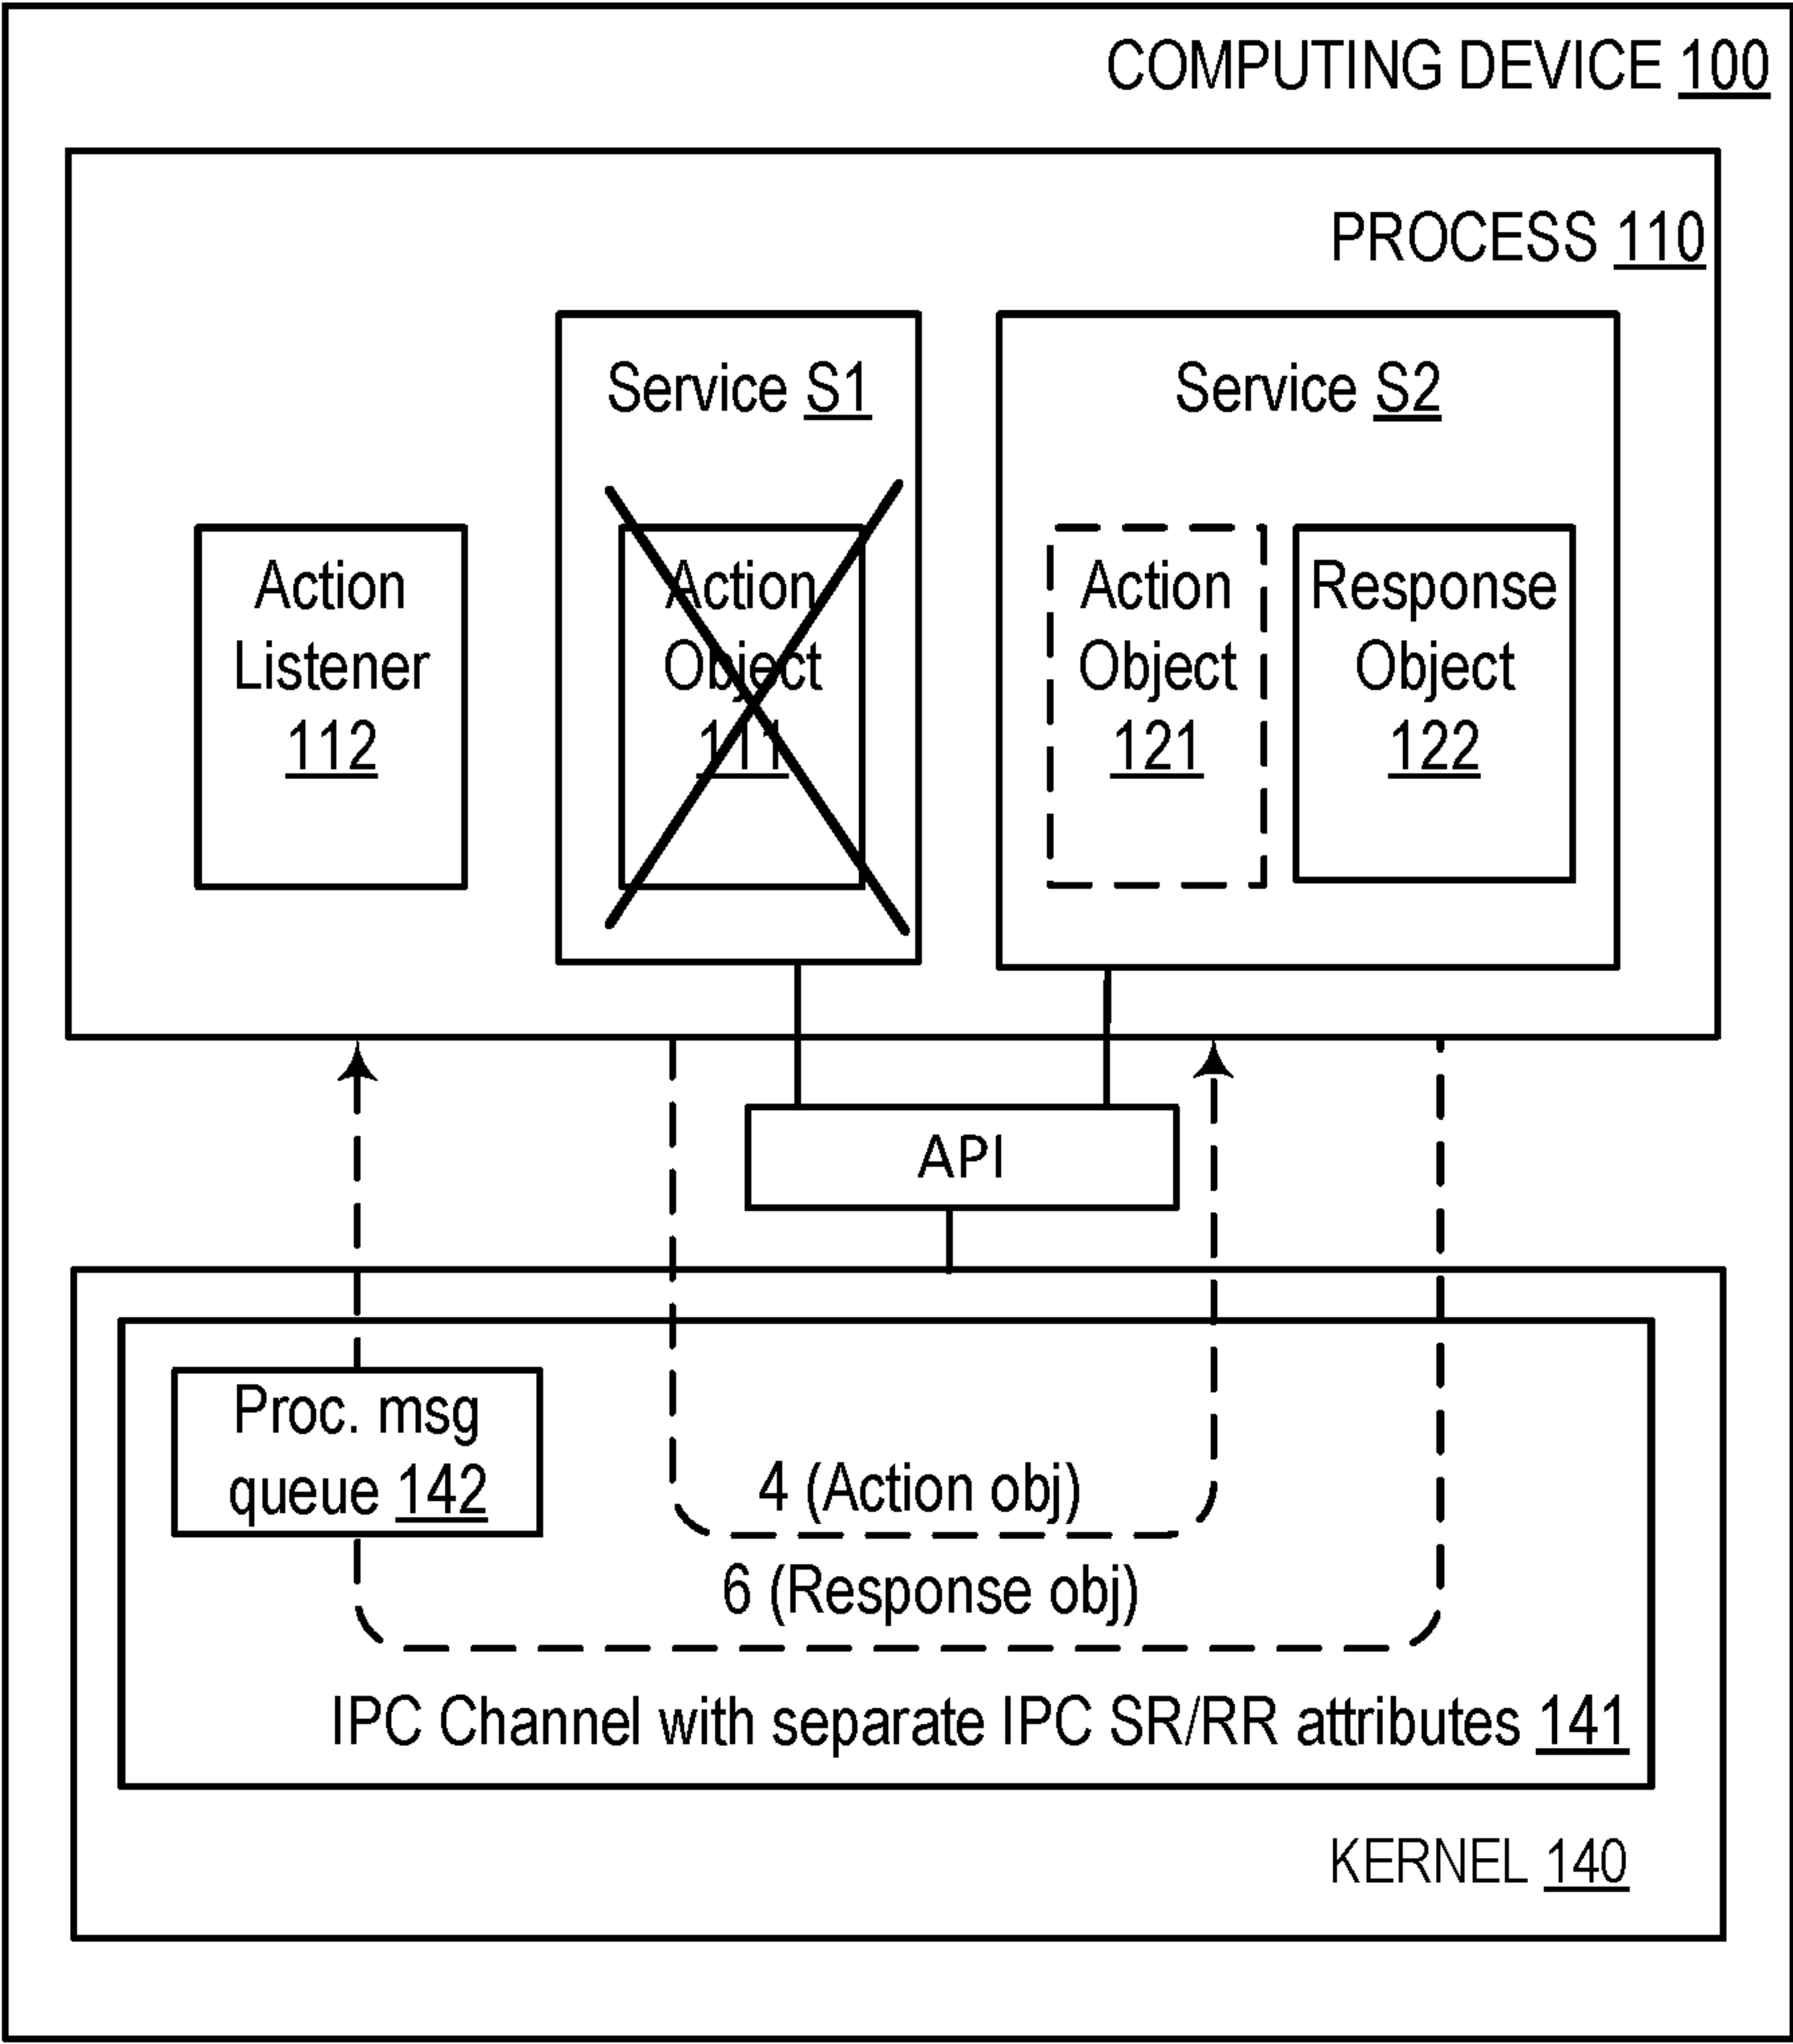 COMPUTING DEVICE 100
PROCESS 110
Service S1
Service S2
Action
Listener
112
Action
Object
111
Action
Object
121
Response
Object
122
API
Proc. msg
queue 142
4 (Action obj)
6 (Response obj)
IPC Channel with separate IPC SR/RR attributes 141
KERNEL 140